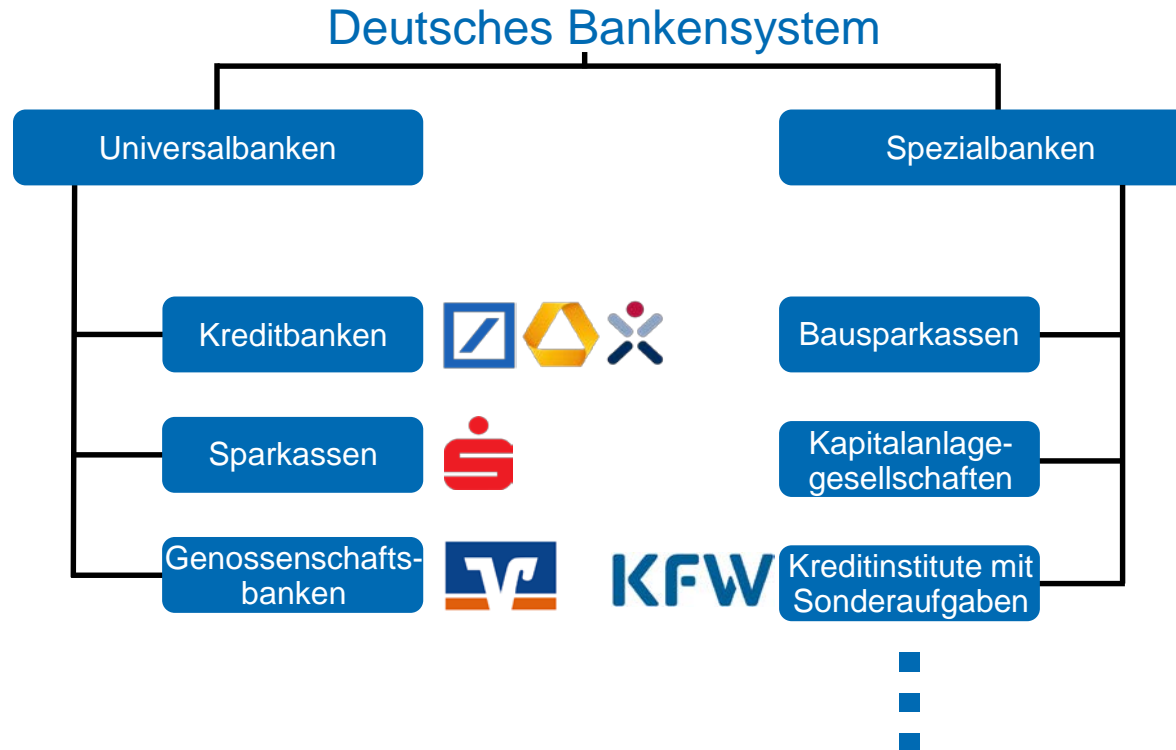 Deutsches Bankensystem
Universalbanken
Spezialbanken
Kreditbanken
Bausparkassen
Sparkassen
Kapitalanlage-
gesellschaften
Genossenschafts-
banken
KFW
Kreditinstitute mit
Sonderaufgaben